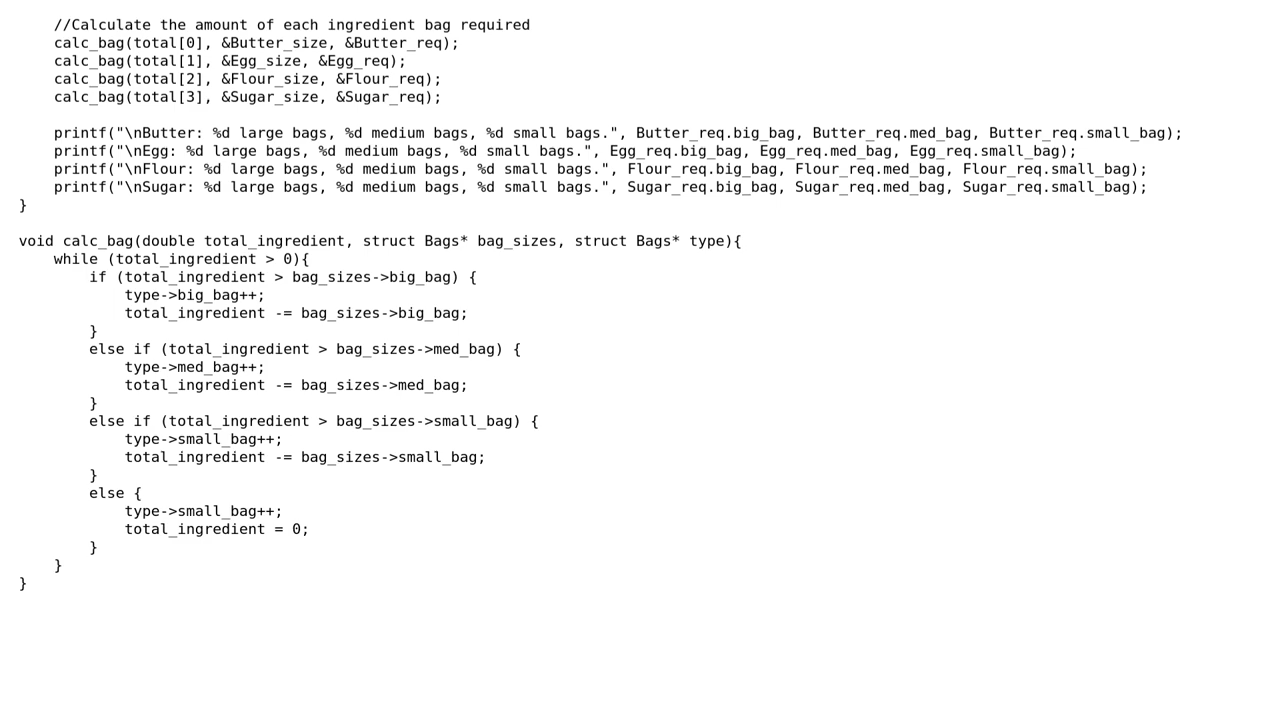 //Calculate the amount of each ingredient bag required
    calc_bag(total[0], &Butter_size, &Butter_req);
    calc_bag(total[1], &Egg_size, &Egg_req);
    calc_bag(total[2], &Flour_size, &Flour_req);
    calc_bag(total[3], &Sugar_size, &Sugar_req);

    printf("\nButter: %d large bags, %d medium bags, %d small bags.", Butter_req.big_bag, Butter_req.med_bag, Butter_req.small_bag);
    printf("\nEgg: %d large bags, %d medium bags, %d small bags.", Egg_req.big_bag, Egg_req.med_bag, Egg_req.small_bag);
    printf("\nFlour: %d large bags, %d medium bags, %d small bags.", Flour_req.big_bag, Flour_req.med_bag, Flour_req.small_bag);
    printf("\nSugar: %d large bags, %d medium bags, %d small bags.", Sugar_req.big_bag, Sugar_req.med_bag, Sugar_req.small_bag);
}

void calc_bag(double total_ingredient, struct Bags* bag_sizes, struct Bags* type){
    while (total_ingredient > 0){
        if (total_ingredient > bag_sizes->big_bag) {
            type->big_bag++;
            total_ingredient -= bag_sizes->big_bag;
        }
        else if (total_ingredient > bag_sizes->med_bag) {
            type->med_bag++;
            total_ingredient -= bag_sizes->med_bag;
        }
        else if (total_ingredient > bag_sizes->small_bag) {
            type->small_bag++;
            total_ingredient -= bag_sizes->small_bag;
        }
        else {
            type->small_bag++;
            total_ingredient = 0;
        }
    }
}